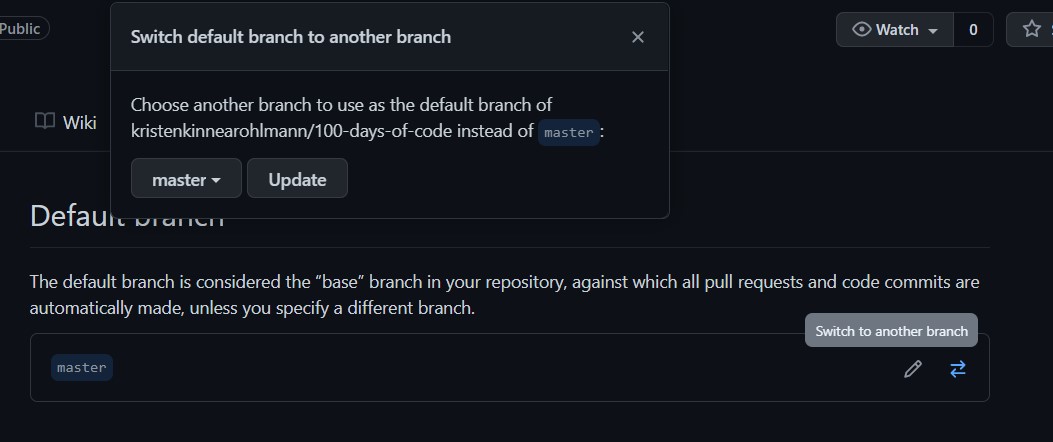 Public
Switch default branch to another branch
Watch
0
Wiki
Choose another branch to use as the default branch of
kristenkinnearohlmann/100-days-of-code instead of master:
master
Update
Default branch
The default branch is considered the “base” branch in your repository, against which all pull requests and code commits are
automatically made, unless you specify a different branch.
Switch to another branch
master